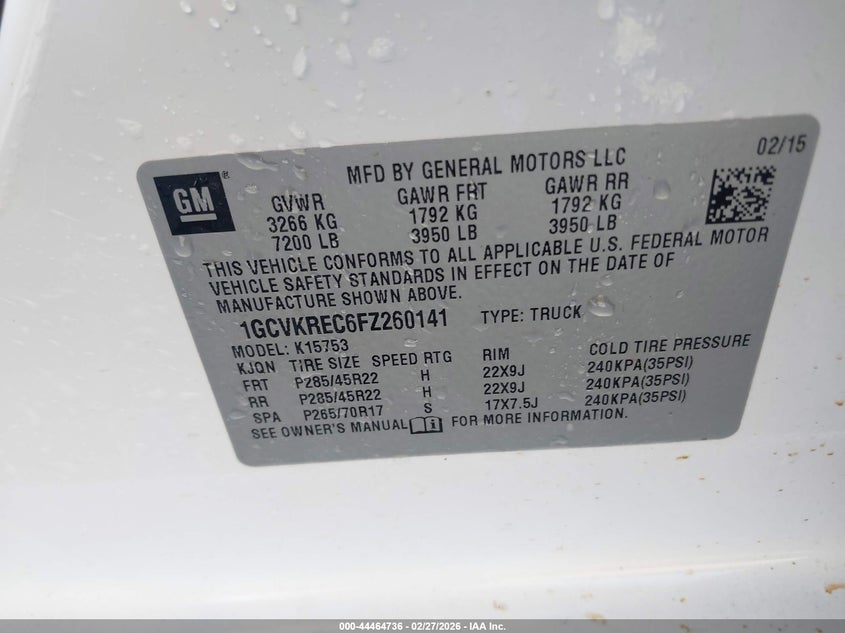 MFD BY GENERAL MOTORS LLC 02/15
GM ®
GVWR GAWR FRT GAWR RR
3266 KG 1792 KG 1792 KG
7200 LB 3950 LB 3950 LB
THIS VEHICLE CONFORMS TO ALL APPLICABLE U.S. FEDERAL MOTOR
VEHICLE SAFETY STANDARDS IN EFFECT ON THE DATE OF
MANUFACTURE SHOWN ABOVE.
1GCVKREC6FZ260141 TYPE: TRUCK
MODEL: K15753
KJQN TIRE SIZE SPEED RTG RIM COLD TIRE PRESSURE
FRT P285/45R22 H 22X9J 240KPA(35PSI)
RR P285/45R22 H 22X9J 240KPA(35PSI)
SPA P265/70R17 S 17X7.5J 240KPA(35PSI)
SEE OWNER'S MANUAL i FOR MORE INFORMATION.
000-44464736 - 02/27/2026 - IAA Inc.